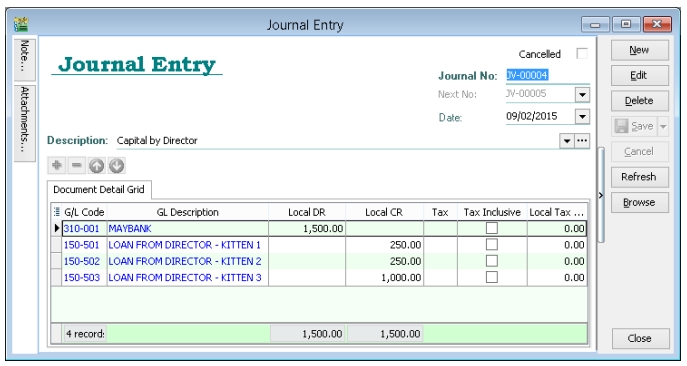 Journal Entry
Note...
Attachments...
Journal Entry
Cancelled
Journal No: JV-00004
Next No: JV-00005
Date: 09/02/2015
Description: Capital by Director
Document Detail Grid
G/L Code GL Description Local DR Local CR Tax Tax Inclusive Local Tax ...
310-001 MAYBANK 1,500.00 0.00
150-501 LOAN FROM DIRECTOR - KITTEN 1 250.00 0.00
150-502 LOAN FROM DIRECTOR - KITTEN 2 250.00 0.00
150-503 LOAN FROM DIRECTOR - KITTEN 3 1,000.00 0.00
4 record: 1,500.00 1,500.00
New
Edit
Delete
Save
Cancel
Refresh
Browse
Close